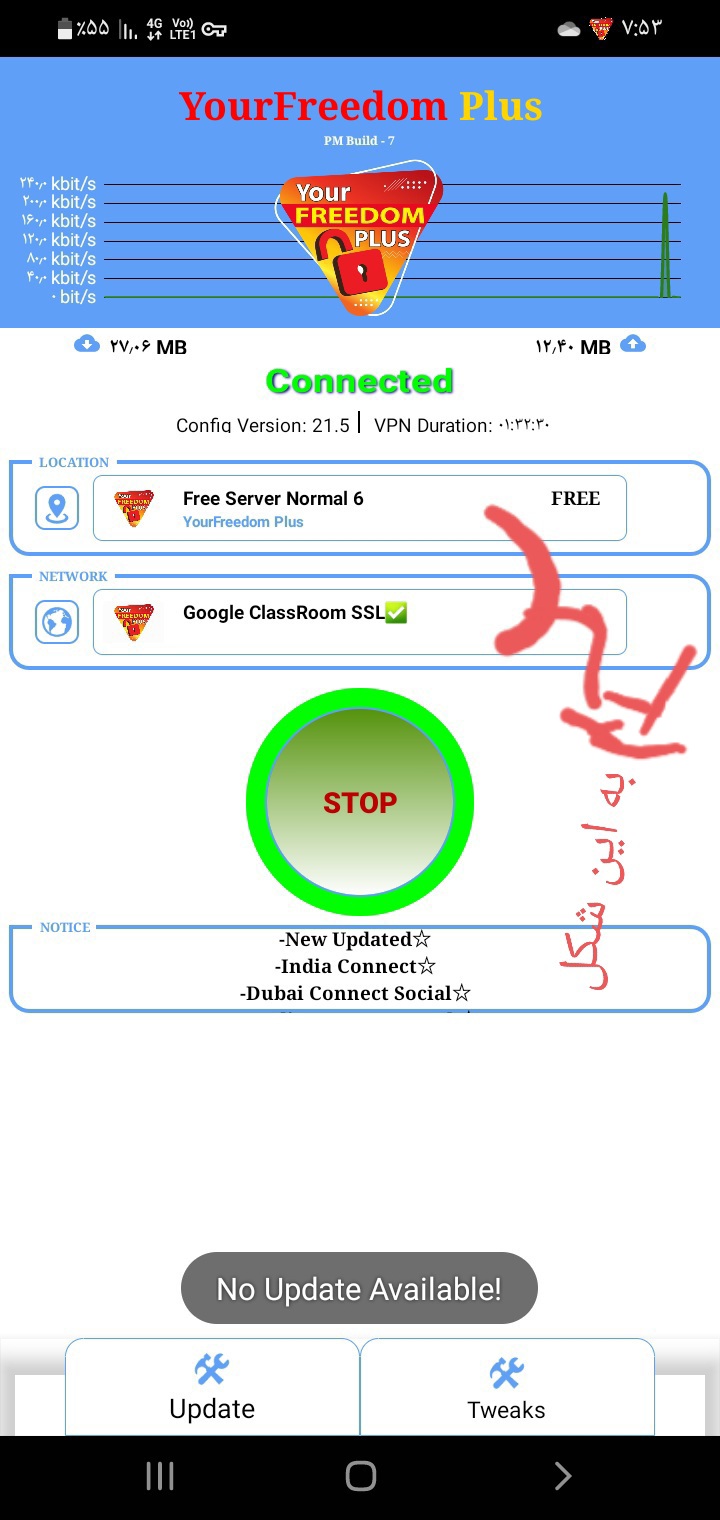 ٪۵۵ 4G Vo)) LTE1 ۷:۵۳
YourFreedom Plus
PM Build - 7
۲۴۰٫۰ kbit/s
۲۰۰٫۰ kbit/s
۱۶۰٫۰ kbit/s
۱۲۰٫۰ kbit/s
۸۰٫۰ kbit/s
۴۰٫۰ kbit/s
۰ bit/s
Your
FREEDOM
PLUS
۲۷٫۰۶ MB ۱۲٫۴۰ MB
Connected
Config Version: 21.5 | VPN Duration: ۰۱:۳۲:۳۰
LOCATION
Free Server Normal 6 FREE
YourFreedom Plus
NETWORK
Google ClassRoom SSL✅
به این شکل
STOP
NOTICE
-New Updated☆
-India Connect☆
-Dubai Connect Social☆
No Update Available!
Update Tweaks